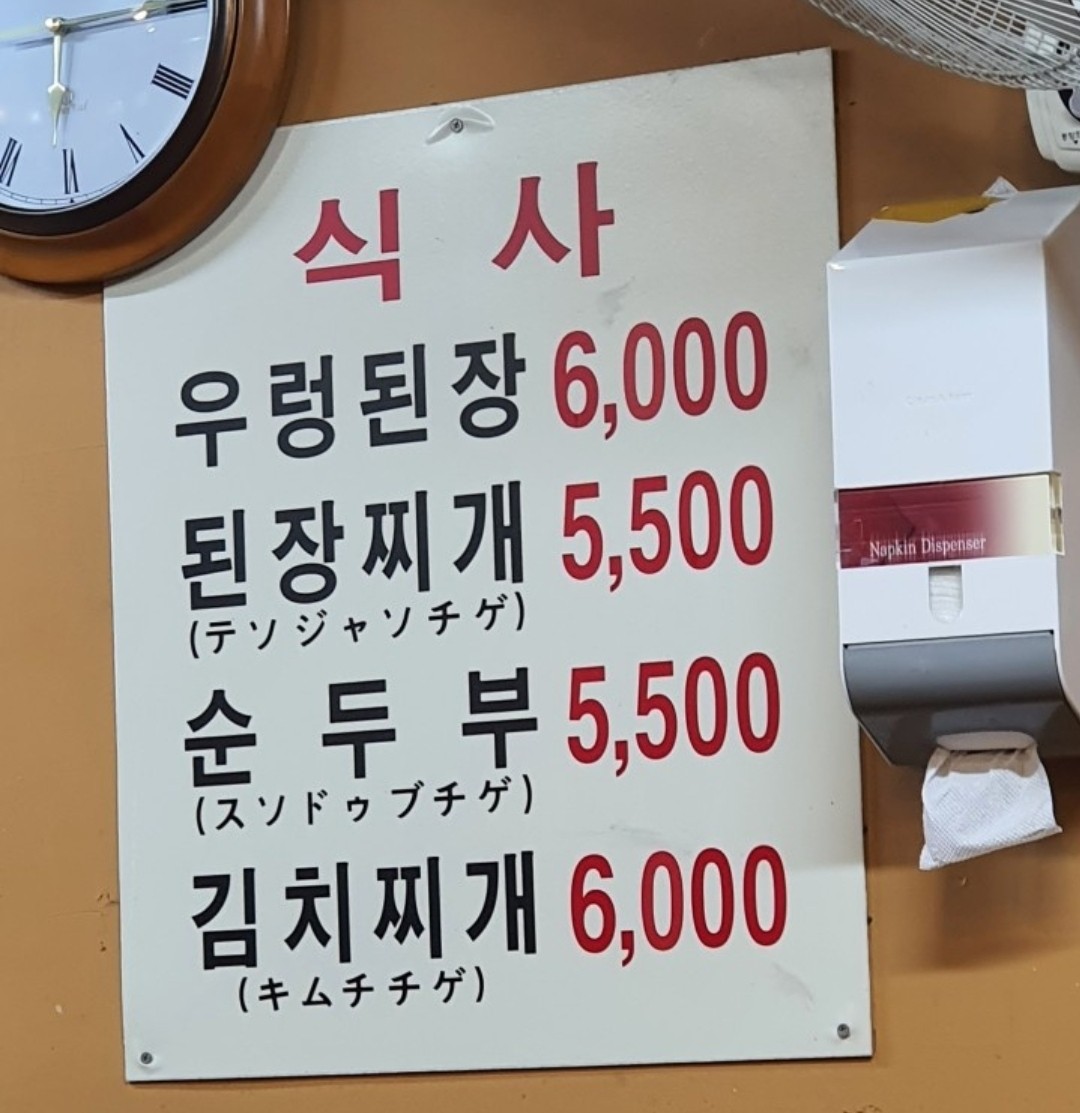 식 사
우렁된장 6,000
된장찌개 5,500
(テソジャソチゲ)
순 두 부 5,500
(スソドゥブチゲ)
김치찌개 6,000
(キムチチゲ)
Napkin Dispenser